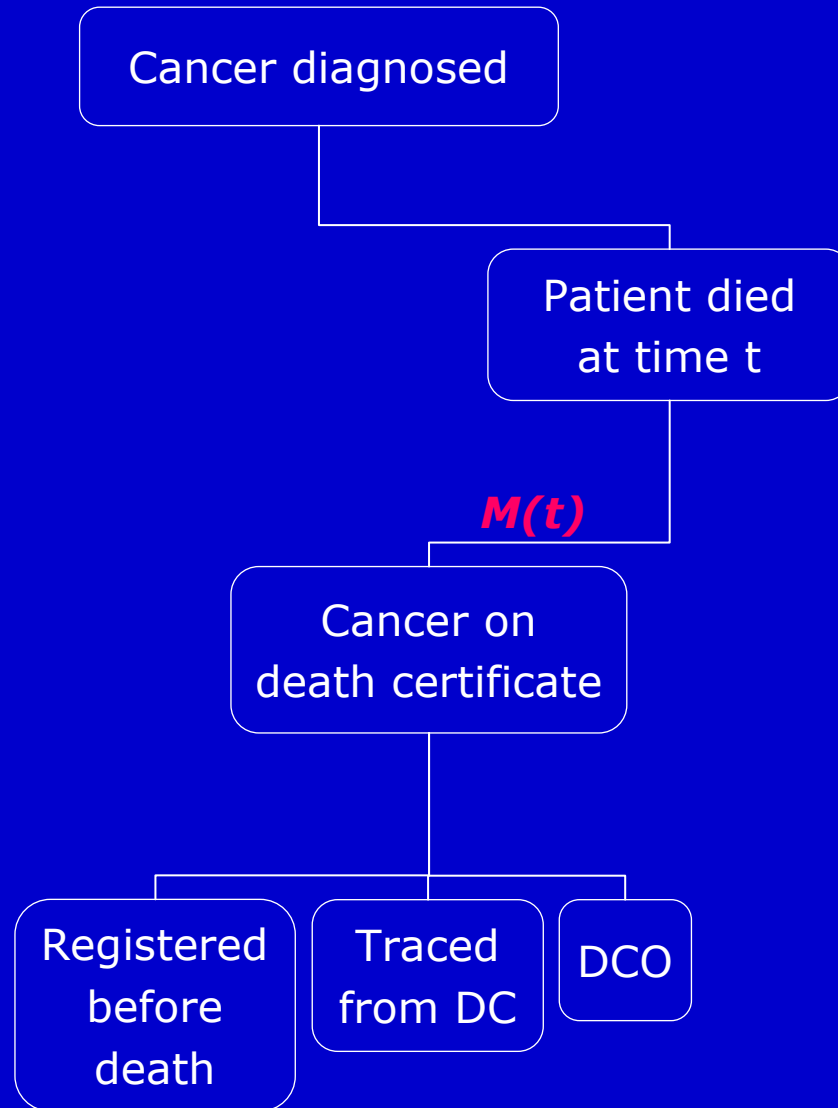 Cancer diagnosed
Patient died
at time t
M(t)
Cancer on
death certificate
Registered
before
death
Traced
from DC
DCO